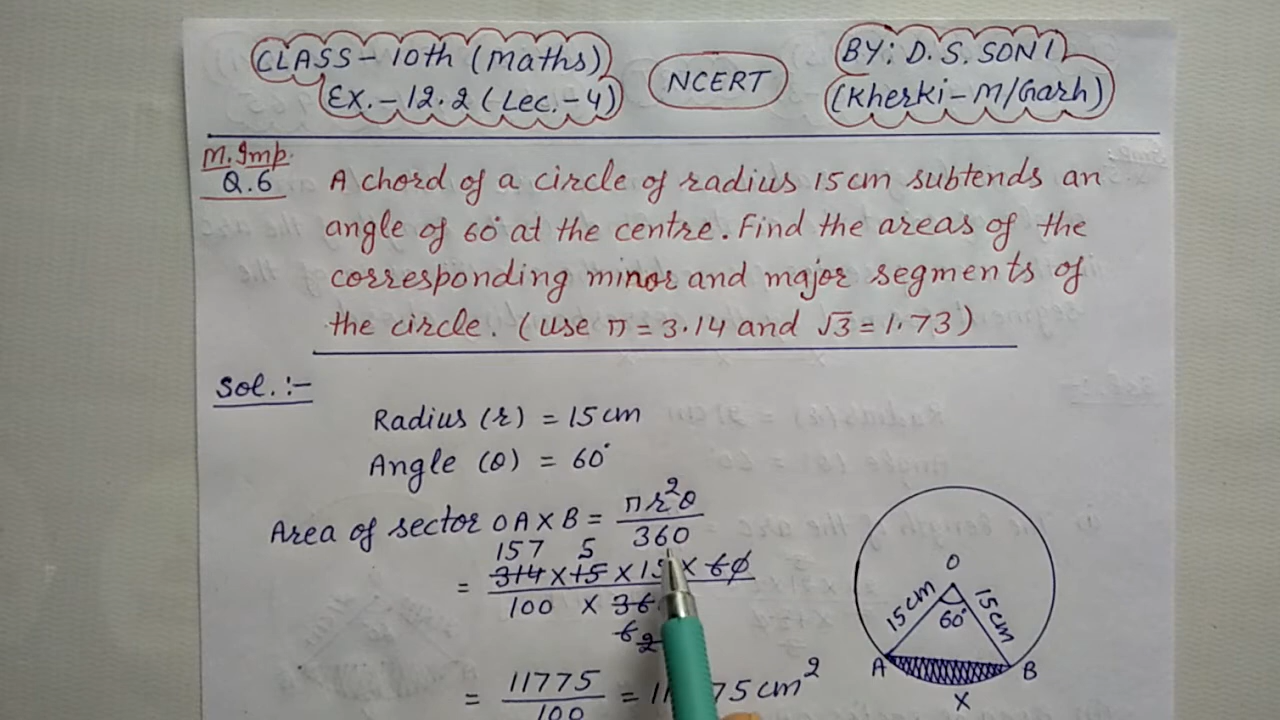 CLASS-10th (Maths)
EX.-12.2 (Lec.-4)
NCERT
BY: D.S. SONI
(Kherki-M/Garh)
M.Imp.
Q.6
A chord of a circle of radius 15cm subtends an
angle of 60° at the centre. Find the areas of the
corresponding minor and major segments of
the circle. (use π = 3.14 and √3 = 1.73)
Sol.:-
Radius (r) = 15cm
Angle (θ) = 60°
Area of sector OAXB = πr²θ
360
157 5
= 314 × 15 × 15 × 60
100 × 36
6 2
= 11775 = 75cm²
100
O
15cm
60°
15cm
A
B
X